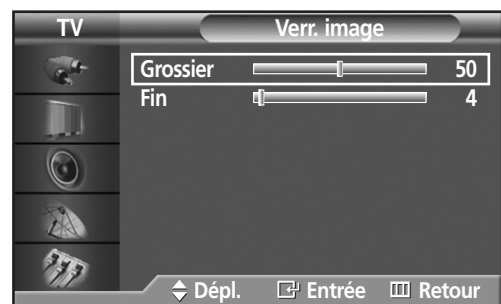 TV Verr. image
Grossier 50
Fin 4
Dépl. Entrée Retour